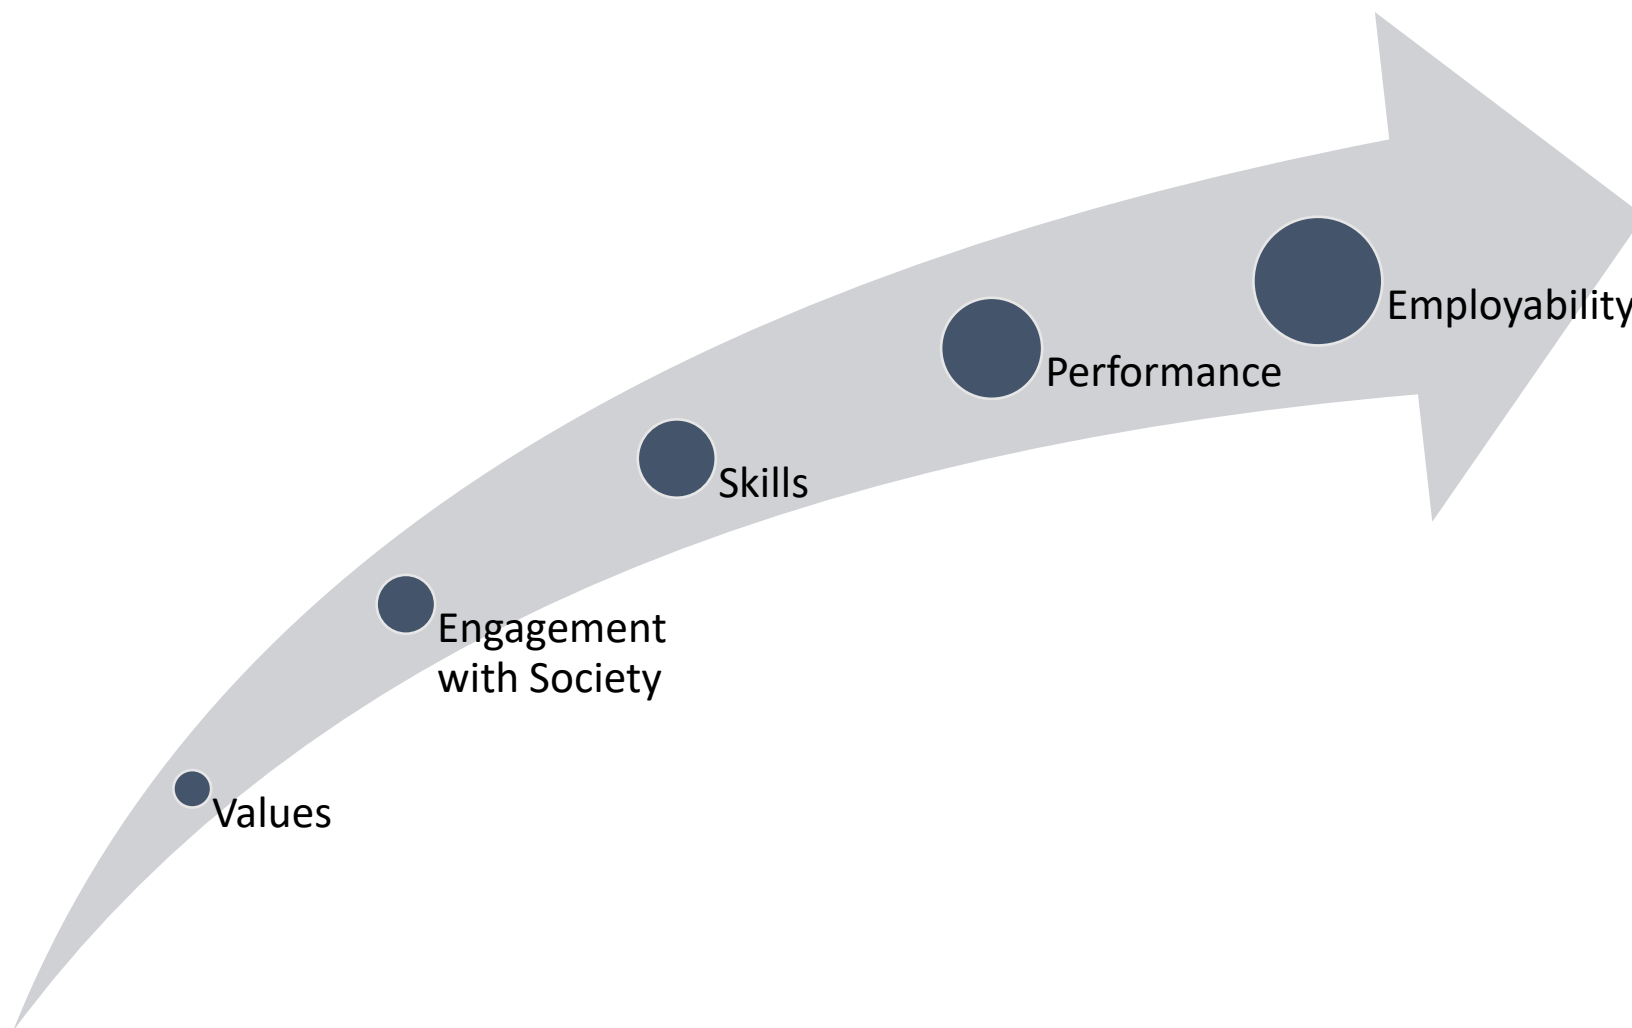 Employability
Performance
Skills
Engagement
with Society
Values